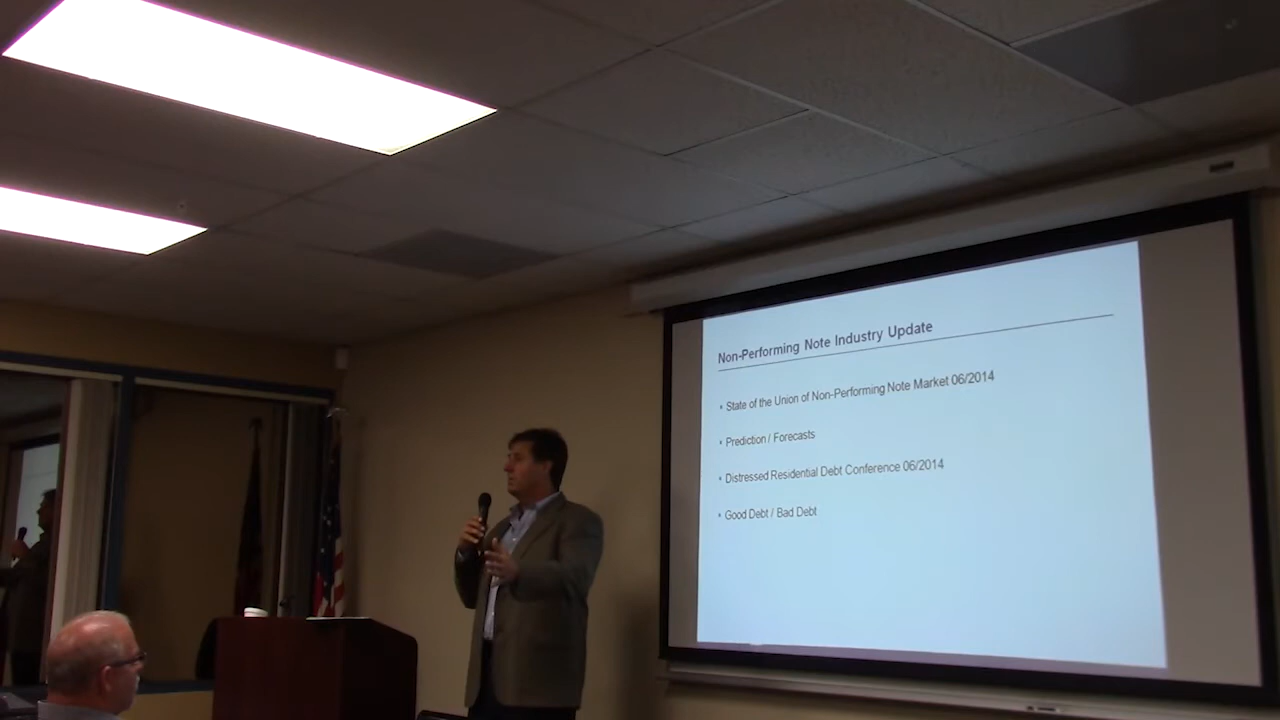 Non-Performing Note Industry Update
• State of the Union of Non-Performing Note Market 06/2014
• Prediction / Forecasts
• Distressed Residential Debt Conference 06/2014
• Good Debt / Bad Debt